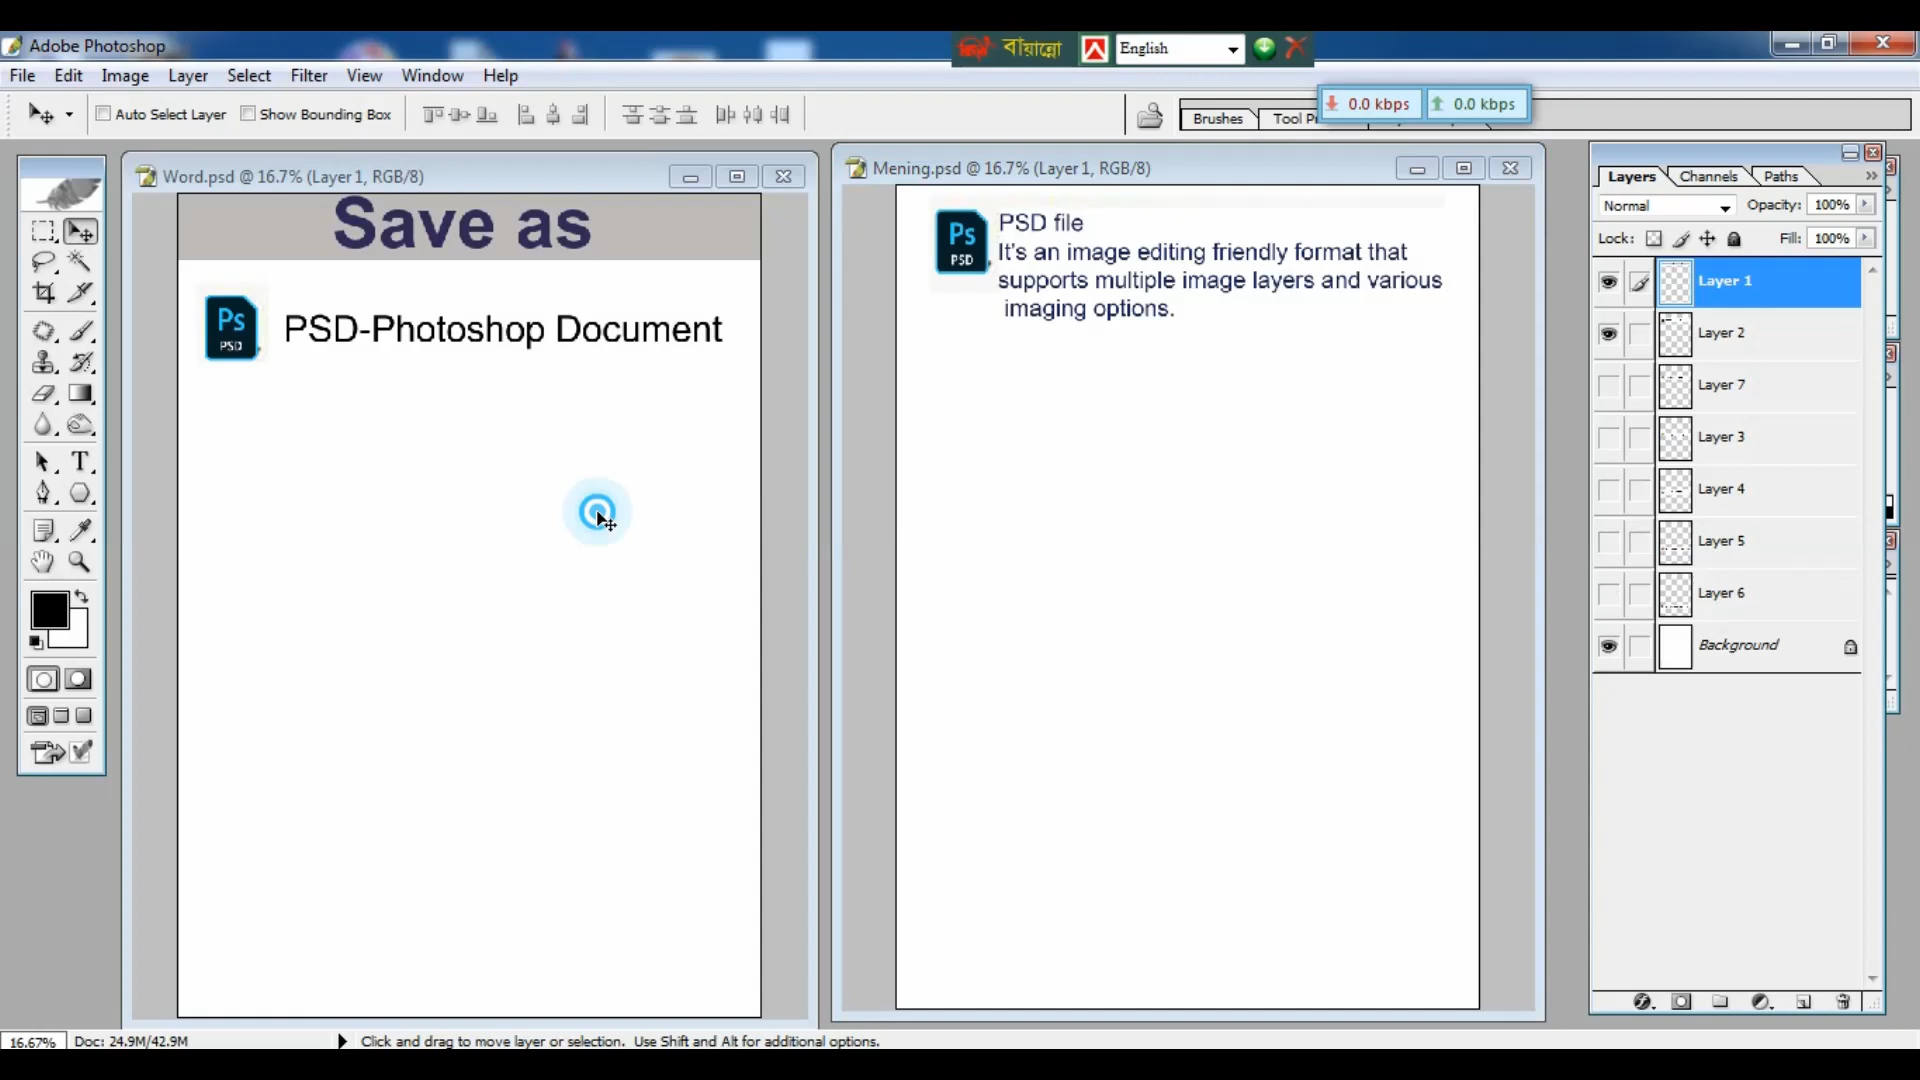 Adobe Photoshop
বায়ান্নো
English
File Edit Image Layer Select Filter View Window Help
Auto Select Layer
Show Bounding Box
Brushes
Tool P
0.0 kbps
0.0 kbps
Word.psd @ 16.7% (Layer 1, RGB/8)
Save as
Ps
PSD
PSD-Photoshop Document
Mening.psd @ 16.7% (Layer 1, RGB/8)
Ps
PSD
PSD file
It's an image editing friendly format that
supports multiple image layers and various
imaging options.
Layers Channels Paths
Normal
Opacity: 100%
Lock:
Fill: 100%
Layer 1
Layer 2
Layer 7
Layer 3
Layer 4
Layer 5
Layer 6
Background
16.67%
Doc: 24.9M/42.9M
Click and drag to move layer or selection. Use Shift and Alt for additional options.